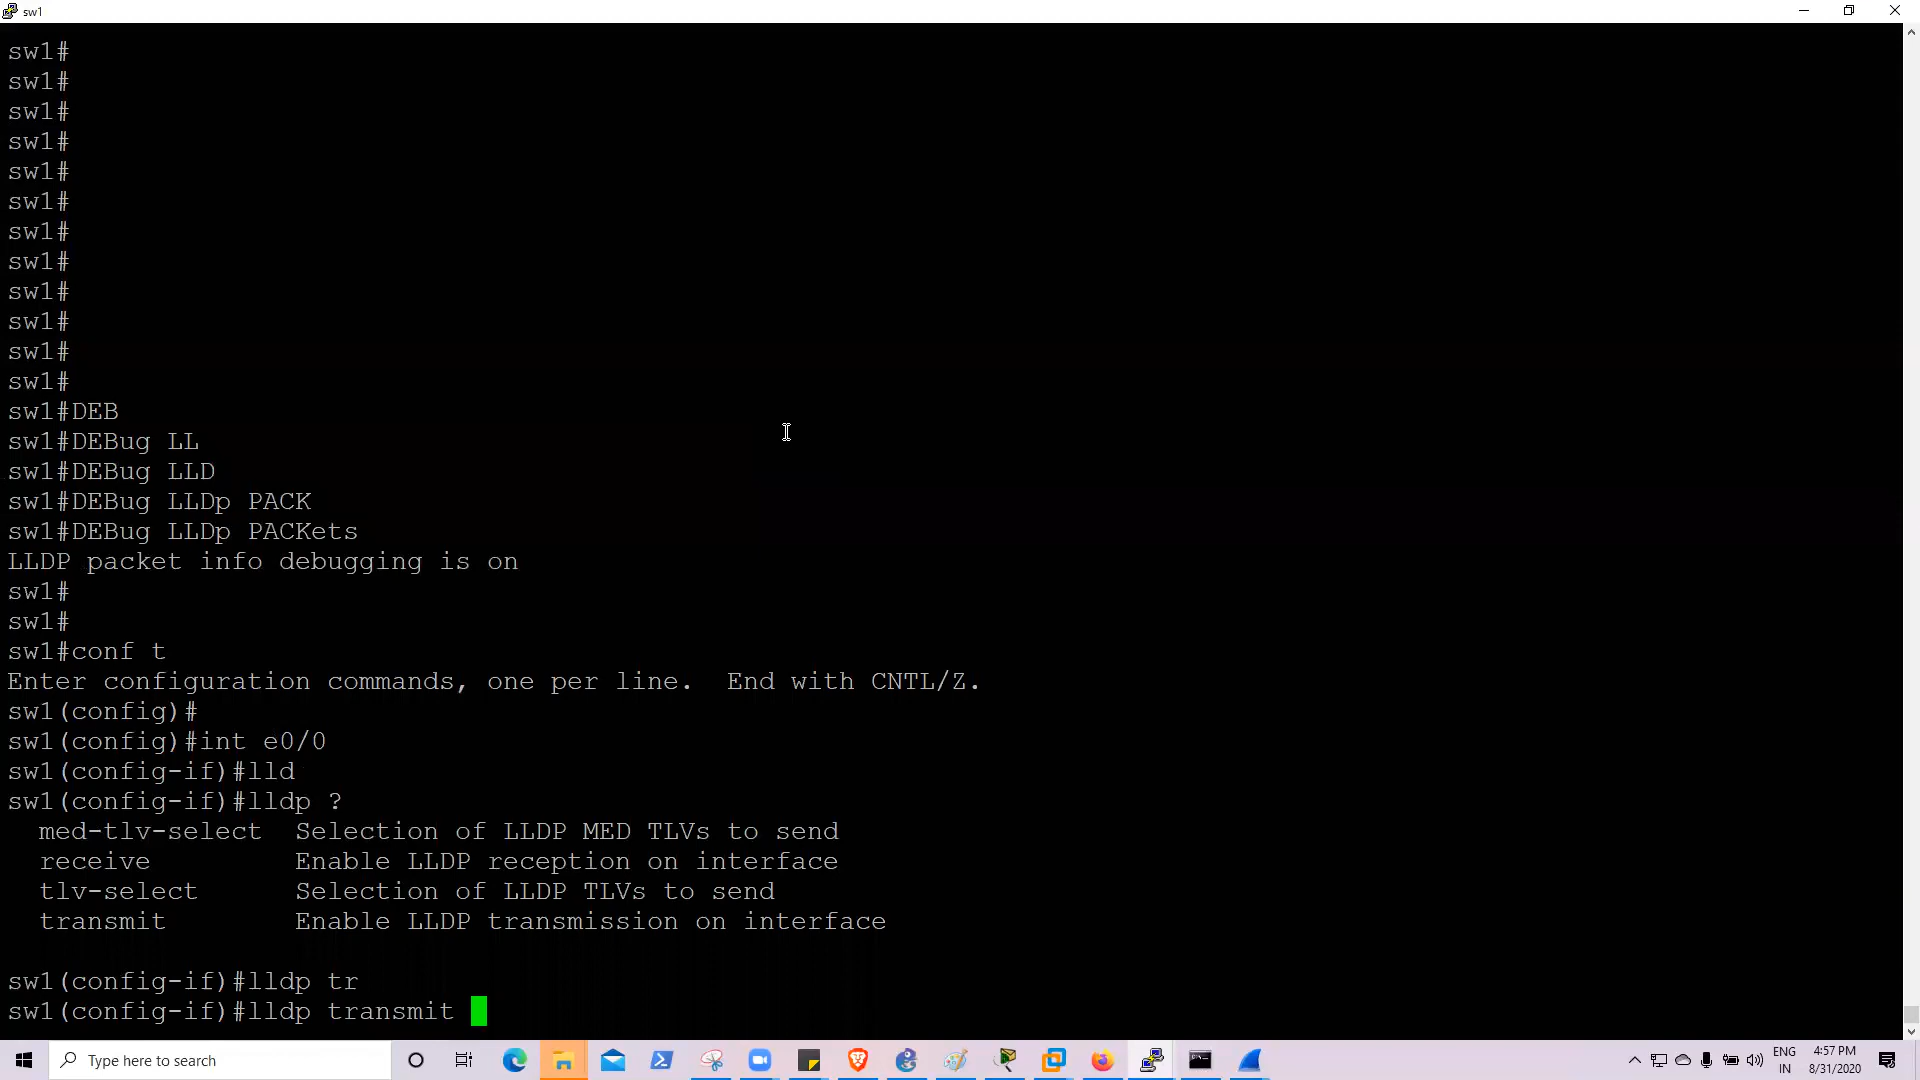 sw1
sw1#
sw1#
sw1#
sw1#
sw1#
sw1#
sw1#
sw1#
sw1#
sw1#
sw1#
sw1#
sw1#DEB
sw1#DEBug LL
sw1#DEBug LLD
sw1#DEBug LLDp PACK
sw1#DEBug LLDp PACKets
LLDP packet info debugging is on
sw1#
sw1#
sw1#conf t
Enter configuration commands, one per line.  End with CNTL/Z.
sw1(config)#
sw1(config)#int e0/0
sw1(config-if)#lld
sw1(config-if)#lldp ?
  med-tlv-select  Selection of LLDP MED TLVs to send
  receive         Enable LLDP reception on interface
  tlv-select      Selection of LLDP TLVs to send
  transmit        Enable LLDP transmission on interface
sw1(config-if)#lldp tr
sw1(config-if)#lldp transmit
Type here to search
ENG
IN
4:57 PM
8/31/2020